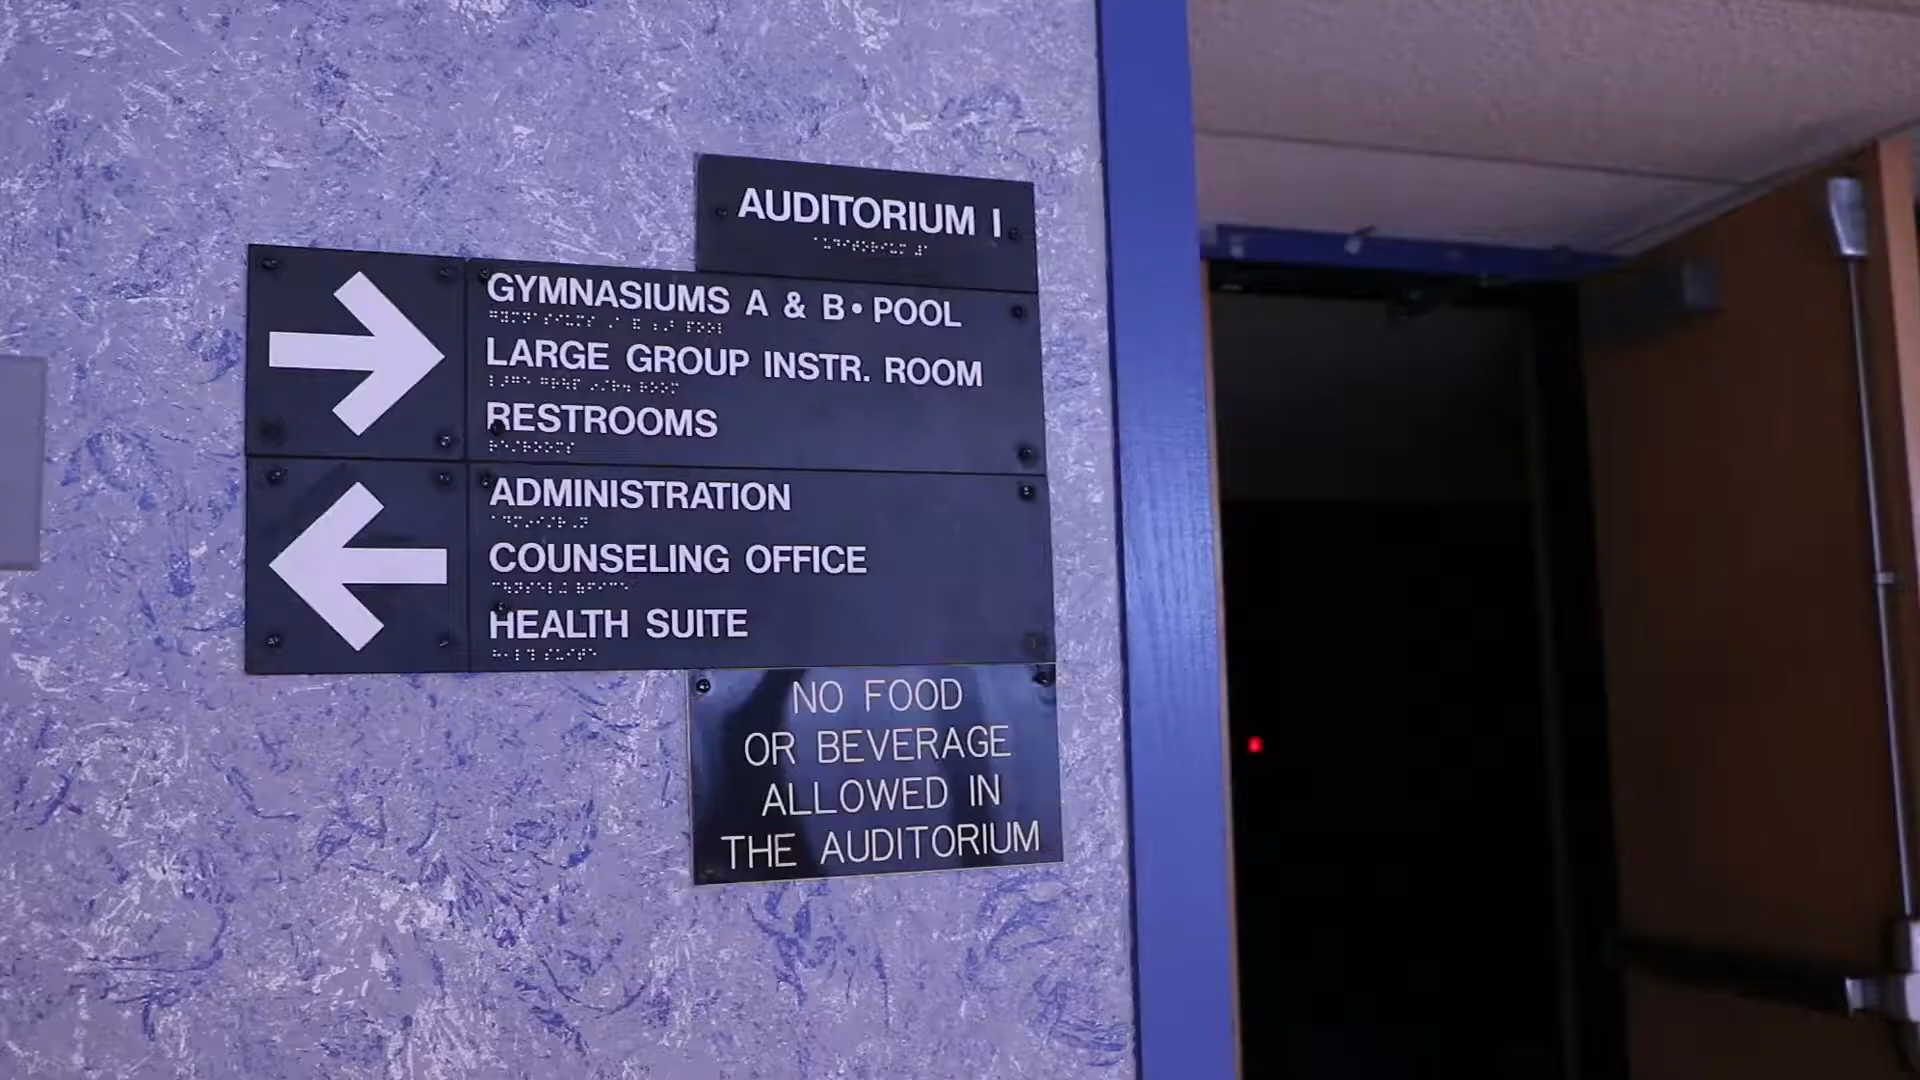 AUDITORIUM I
GYMNASIUMS A & B • POOL
LARGE GROUP INSTR. ROOM
RESTROOMS
ADMINISTRATION
COUNSELING OFFICE
HEALTH SUITE
NO FOOD
OR BEVERAGE
ALLOWED IN
THE AUDITORIUM